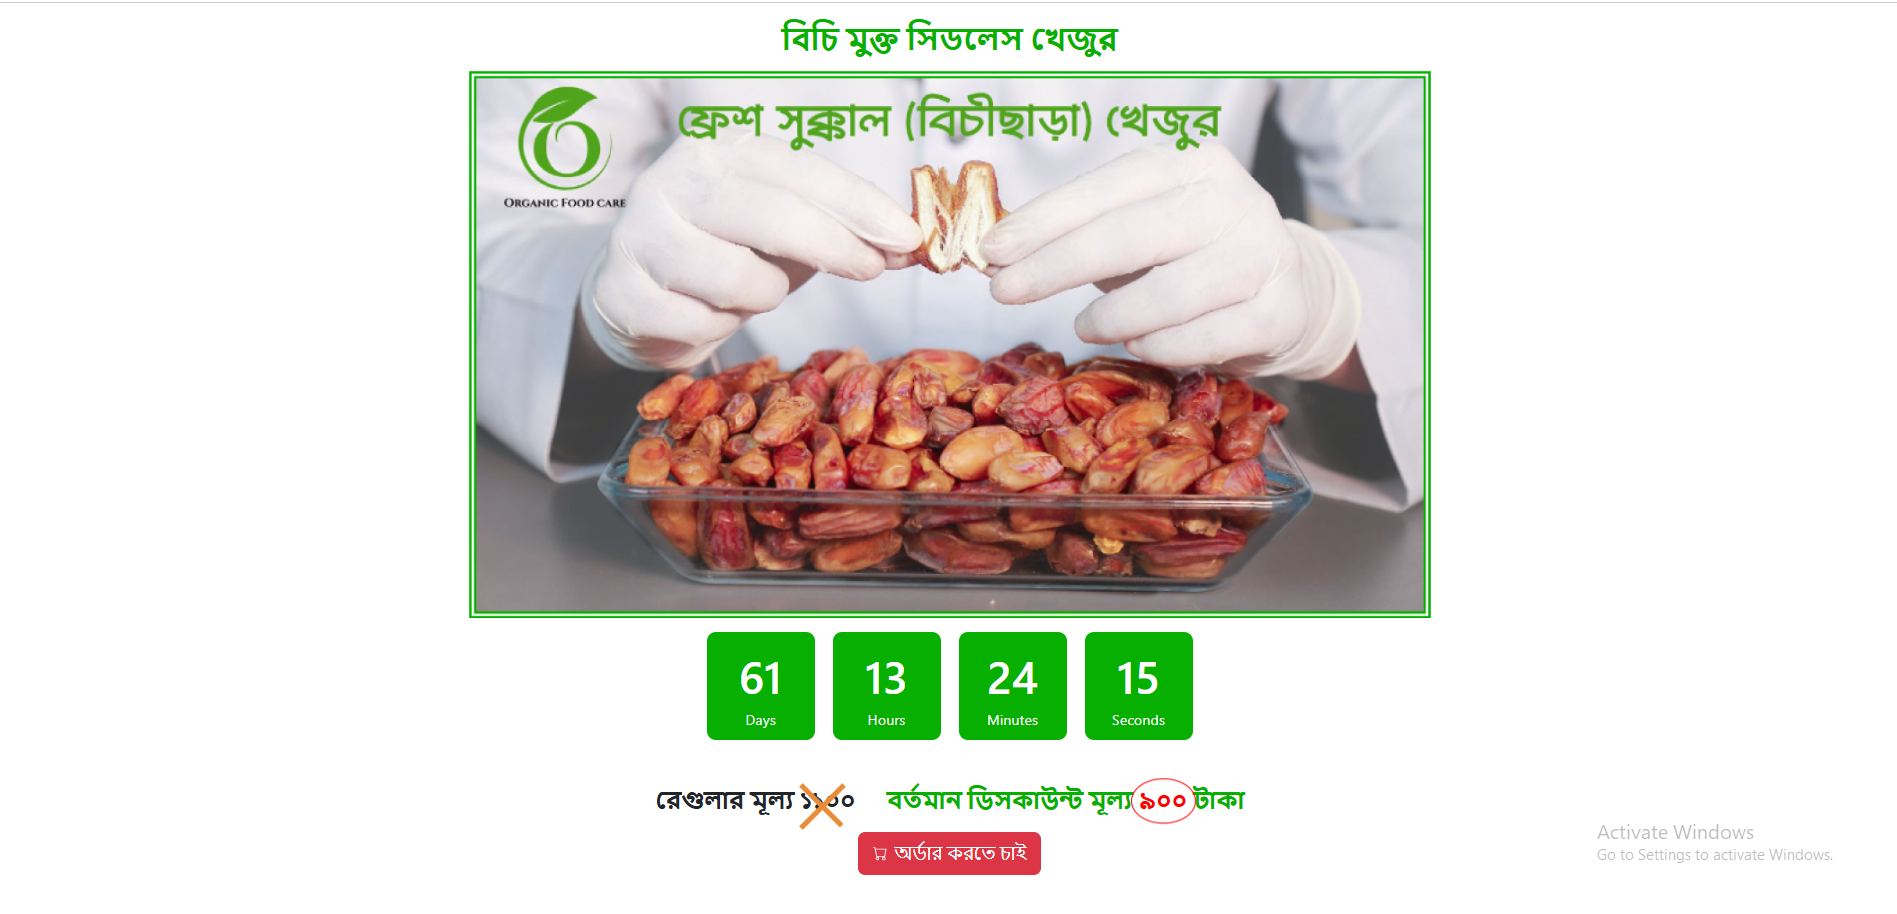 বিচি মুক্ত সিডলেস খেজুর
ফ্রেশ সুক্কাল (বিচীছাড়া) খেজুর
ORGANIC FOOD CARE
61 13 24 15
Days Hours Minutes Seconds
রেগুলার মূল্য বর্তমান ডিসকাউন্ট মূল্য ৯০০ টাকা
অর্ডার করতে চাই
Activate Windows
Go to Settings to activate Windows.